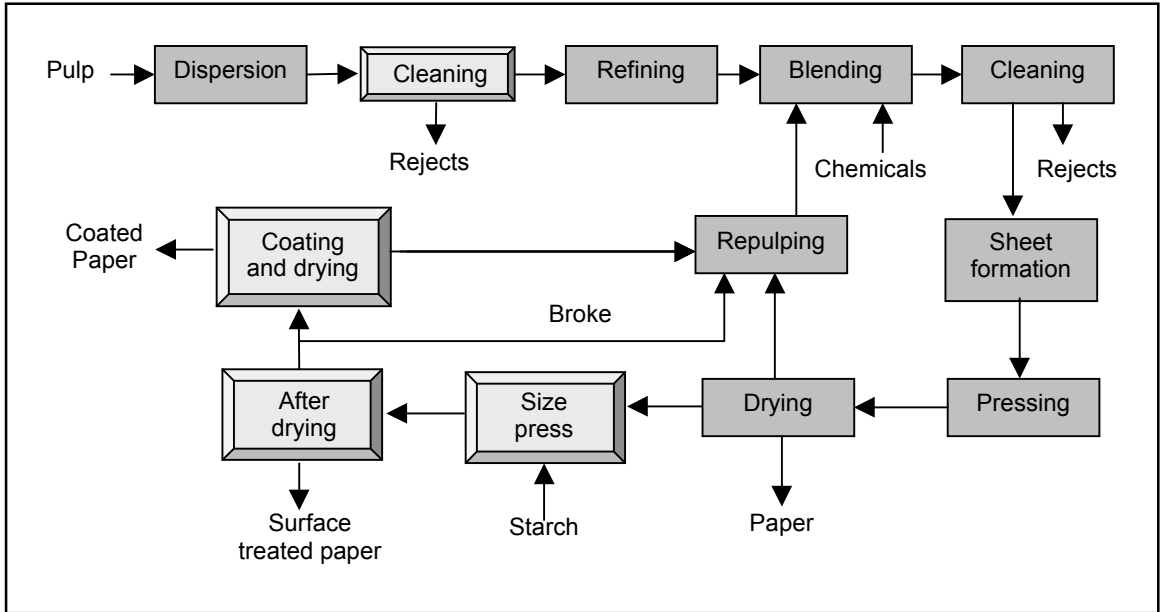 Pulp
Dispersion
Cleaning
Refining
Blending
Cleaning
Rejects
Chemicals
Rejects
Coated
Paper
Coating
and drying
Repulping
Sheet
formation
Broke
After
drying
Size
press
Drying
Pressing
Surface
treated paper
Starch
Paper